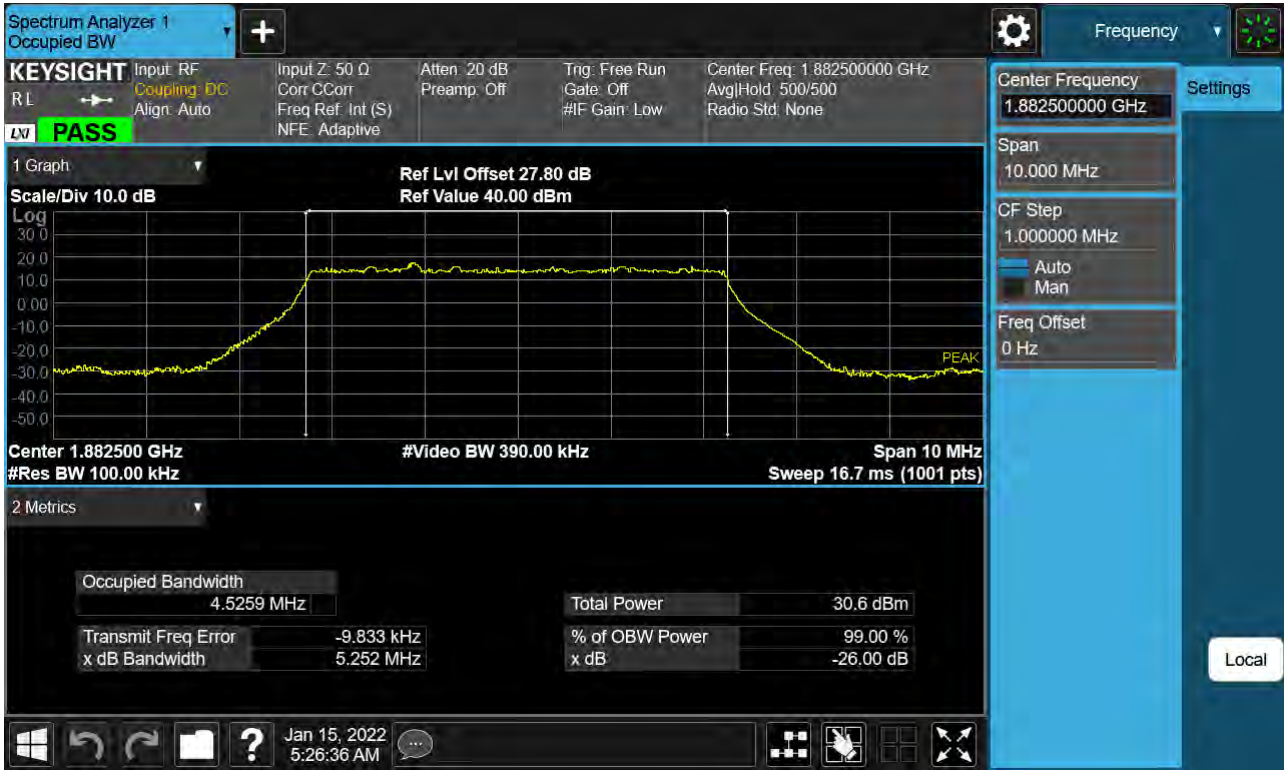 Spectrum Analyzer 1
Occupied BW
Frequency
KEYSIGHT
RL
LXI
PASS
Input: RF
Coupling: DC
Align: Auto
Input Z: 50 Ω
Corr CCorr
Freq Ref: Int (S)
NFE: Adaptive
Atten: 20 dB
Preamp: Off
Trig: Free Run
Gate: Off
#IF Gain: Low
Center Freq: 1.882500000 GHz
Avg|Hold: 500/500
Radio Std: None
Center Frequency
1.882500000 GHz
Settings
Span
10.000 MHz
CF Step
1.000000 MHz
Auto
Man
Freq Offset
0 Hz
1 Graph
Scale/Div 10.0 dB
Ref Lvl Offset 27.80 dB
Ref Value 40.00 dBm
Log
30.0
20.0
10.0
0.00
-10.0
-20.0
-30.0
-40.0
-50.0
PEAK
Center 1.882500 GHz
#Video BW 390.00 kHz
Span 10 MHz
#Res BW 100.00 kHz
Sweep 16.7 ms (1001 pts)
2 Metrics
Occupied Bandwidth
4.5259 MHz
Total Power 30.6 dBm
Transmit Freq Error -9.833 kHz
% of OBW Power 99.00 %
x dB Bandwidth 5.252 MHz
x dB -26.00 dB
Local
?
Jan 15, 2022
5:26:36 AM